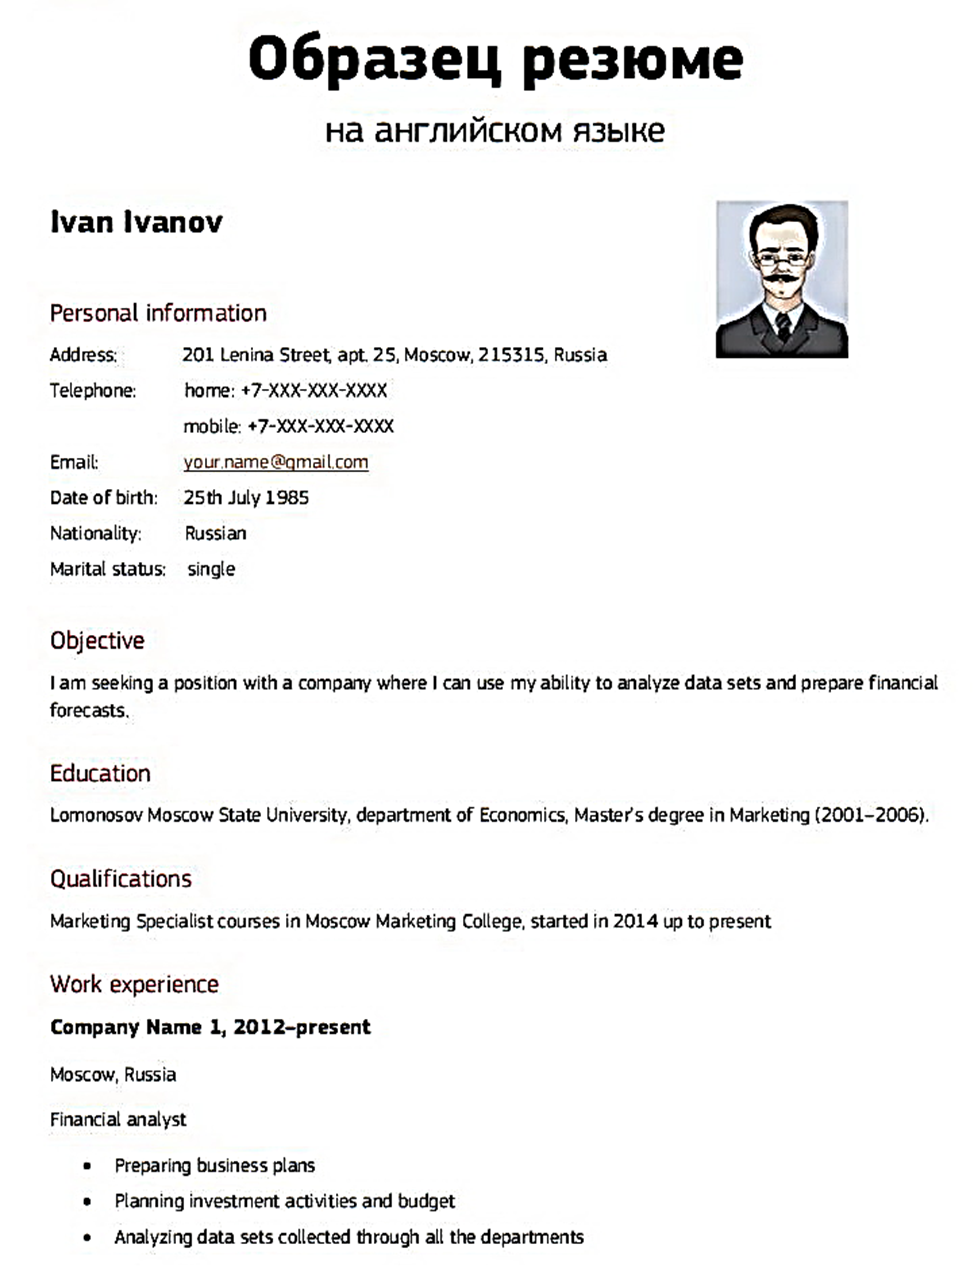 Образец резюме
на английском языке
Ivan Ivanov
Personal information
Address: 201 Lenina Street, apt. 25, Moscow, 215315, Russia
Telephone: home: +7-XXX-XXX-XXXX
mobile: +7-XXX-XXX-XXXX
Email: your.name@gmail.com
Date of birth: 25th July 1985
Nationality: Russian
Marital status: single
Objective
I am seeking a position with a company where I can use my ability to analyze data sets and prepare financial
forecasts.
Education
Lomonosov Moscow State University, department of Economics, Master's degree in Marketing (2001–2006).
Qualifications
Marketing Specialist courses in Moscow Marketing College, started in 2014 up to present
Work experience
Company Name 1, 2012–present
Moscow, Russia
Financial analyst
• Preparing business plans
• Planning investment activities and budget
• Analyzing data sets collected through all the departments